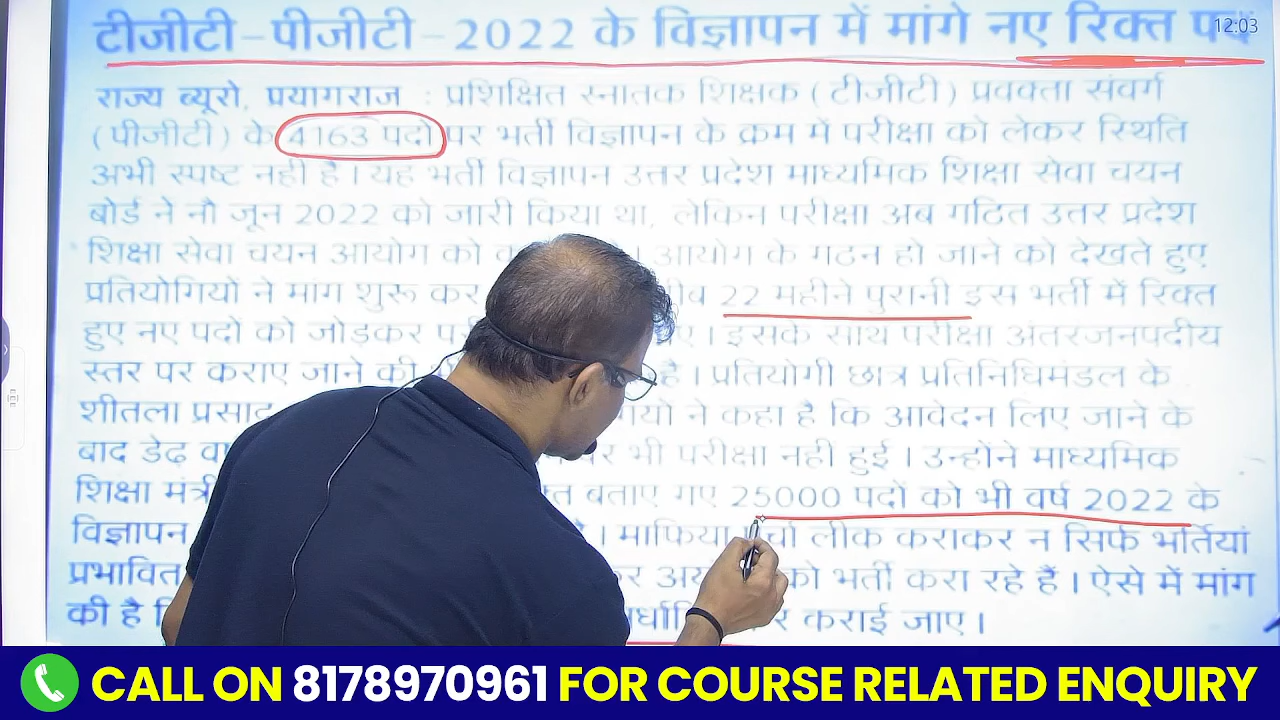 टीजीटी-पीजीटी-2022 के विज्ञापन में मांगे नए रिक्त पद
12:03
राज्य ब्यूरो, प्रयागराज : प्रशिक्षित स्नातक शिक्षक (टीजीटी) प्रवक्ता संवर्ग
(पीजीटी) के 4163 पदों पर भर्ती विज्ञापन के क्रम में परीक्षा को लेकर स्थिति
अभी स्पष्ट नहीं है। यह भर्ती विज्ञापन उत्तर प्रदेश माध्यमिक शिक्षा सेवा चयन
बोर्ड ने नौ जून 2022 को जारी किया था, लेकिन परीक्षा अब गठित उत्तर प्रदेश
शिक्षा सेवा चयन आयोग को आयोग के गठन हो जाने को देखते हुए
प्रतियोगियों ने मांग शुरू कर 22 महीने पुरानी इस भर्ती में रिक्त
हुए नए पदों को जोड़कर । इसके साथ परीक्षा अंतरजनपदीय
स्तर पर कराए जाने की है। प्रतियोगी छात्र प्रतिनिधिमंडल के
शीतला प्रसाद ने कहा है कि आवेदन लिए जाने के
बाद डेढ़ भी परीक्षा नहीं हुई। उन्होंने माध्यमिक
शिक्षा बताए गए 25000 पदों को भी वर्ष 2022 के
विज्ञापन । माफिया लीक कराकर न सिर्फ भर्तियां
प्रभावित को भर्ती करा रहे हैं। ऐसे में मांग
की है कराई जाए।
CALL ON 8178970961 FOR COURSE RELATED ENQUIRY